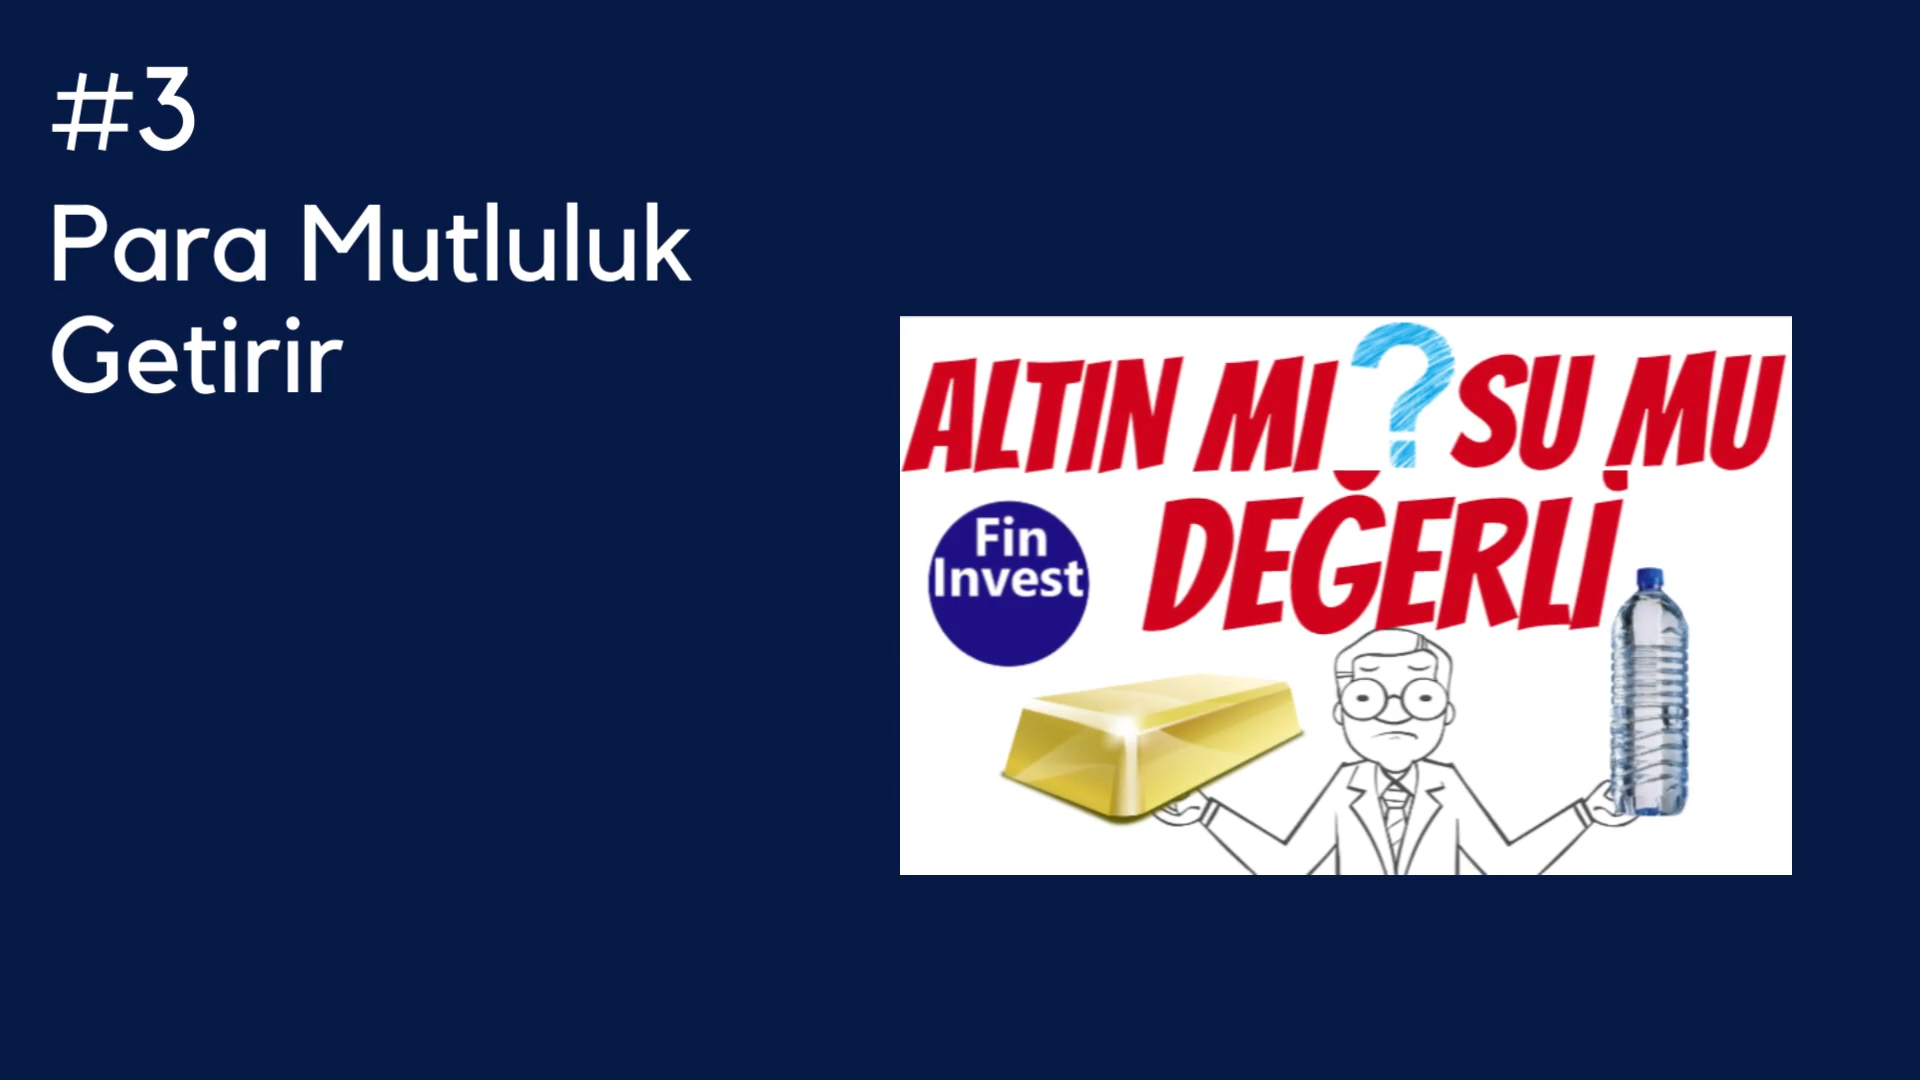 #3
Para Mutluluk
Getirir
ALTIN MI ? SU MU
DEĞERLİ
Fin
Invest